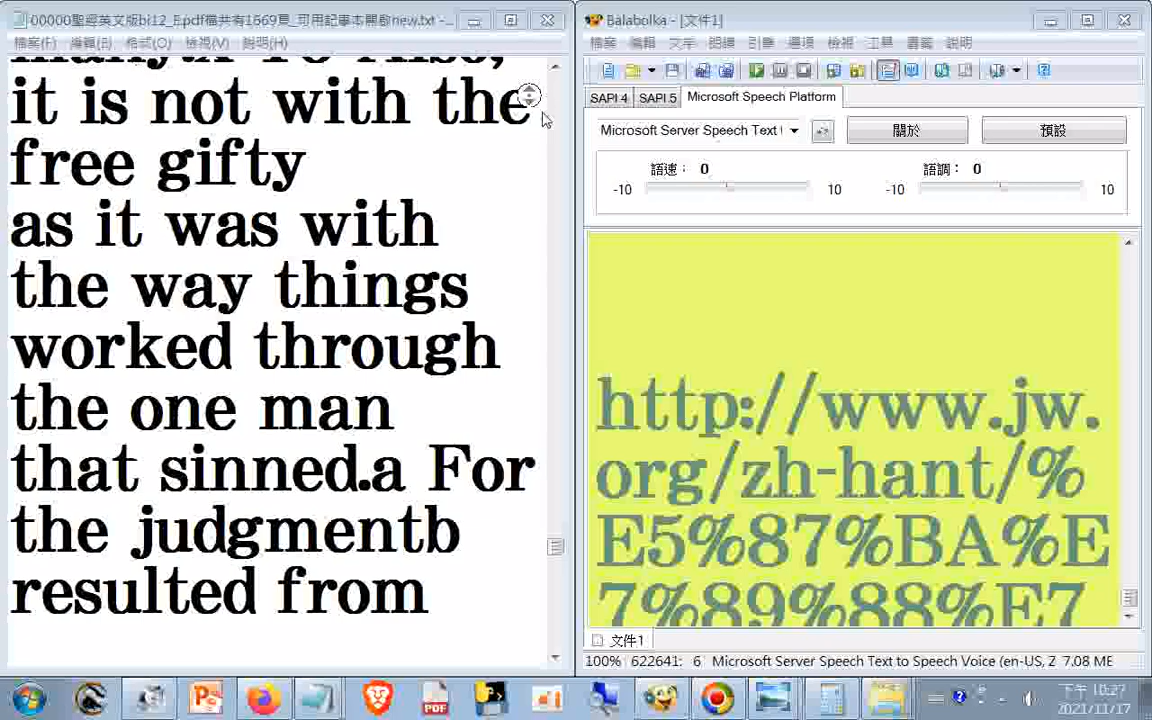 00000聖經英文版bi12_E.pdf檔共有1669頁_可用記事本開啟new.txt -...
檔案(F) 編輯(E) 格式(O) 檢視(V) 說明(H)
it is not with the
free gifty
as it was with
the way things
worked through
the one man
that sinned.a For
the judgmentb
resulted from
Balabolka - [文件1]
檔案 編輯 文字 朗讀 引擎 選項 檢視 工具 書籤 說明
SAPI 4 SAPI 5 Microsoft Speech Platform
Microsoft Server Speech Text 關於 預設
語速： 0 語調： 0
-10 10 -10 10
http://www.jw.
org/zh-hant/%
E5%87%BA%E
7%89%88%E7
文件1
100% 622641: 6 Microsoft Server Speech Text to Speech Voice (en-US, Z 7.08 ME
PDF
下午 10:27
2021/11/17